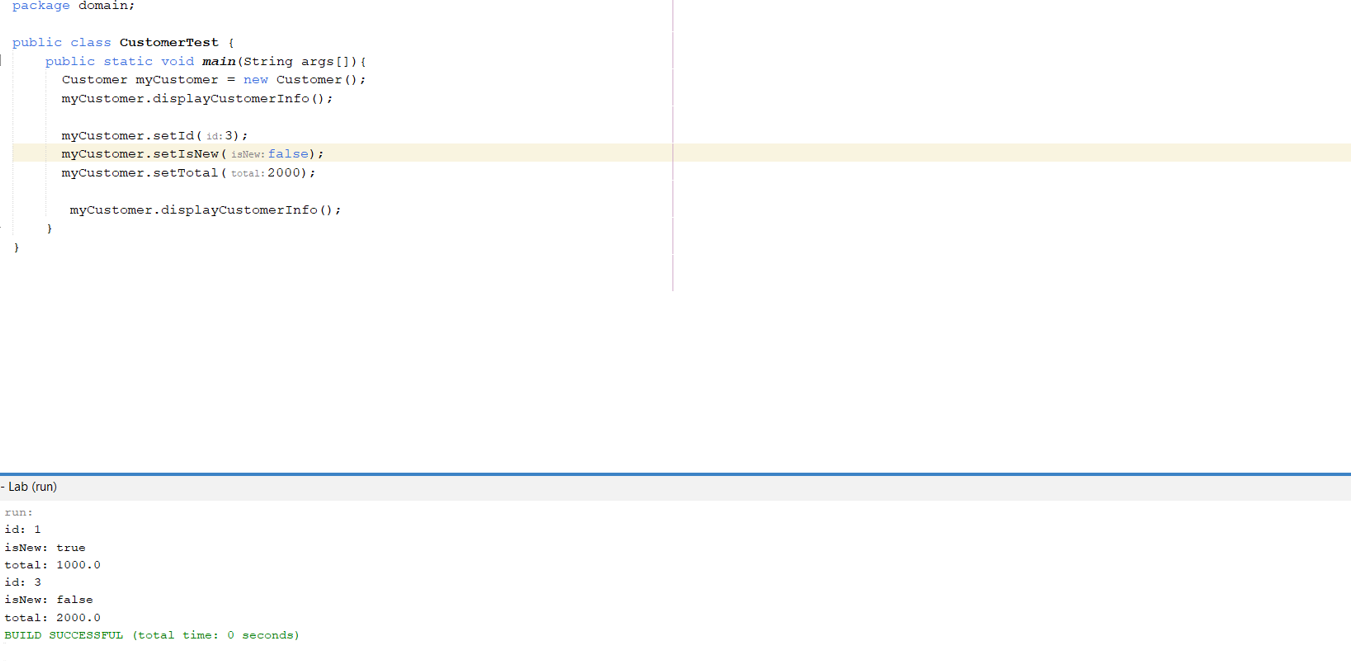 package domain;
public class CustomerTest {
public static void main(String args[]){
Customer myCustomer = new Customer();
myCustomer.displayCustomerInfo();
myCustomer.setId( id: 3);
myCustomer.setIsNew( isNew: false);
myCustomer.setTotal( total: 2000);
myCustomer.displayCustomerInfo();
}
}
- Lab (run)
run:
id: 1
isNew: true
total: 1000.0
id: 3
isNew: false
total: 2000.0
BUILD SUCCESSFUL (total time: 0 seconds)